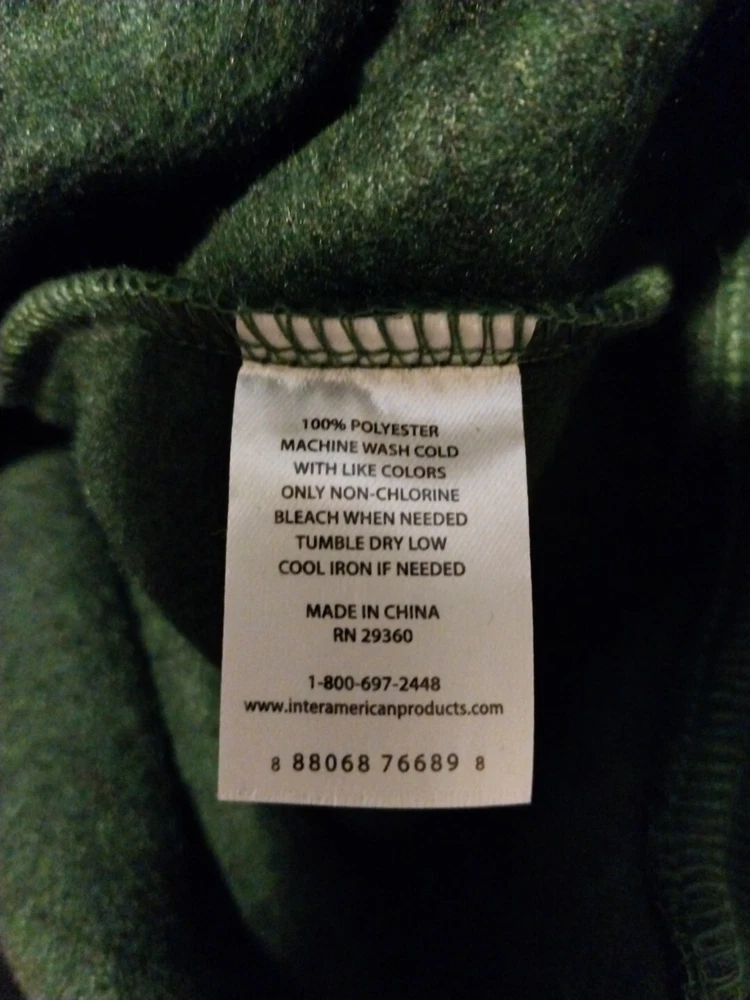 100% POLYESTER
MACHINE WASH COLD
WITH LIKE COLORS
ONLY NON-CHLORINE
BLEACH WHEN NEEDED
TUMBLE DRY LOW
COOL IRON IF NEEDED
MADE IN CHINA
RN 29360
1-800-697-2448
www.interamericanproducts.com
8 88068 76689 8